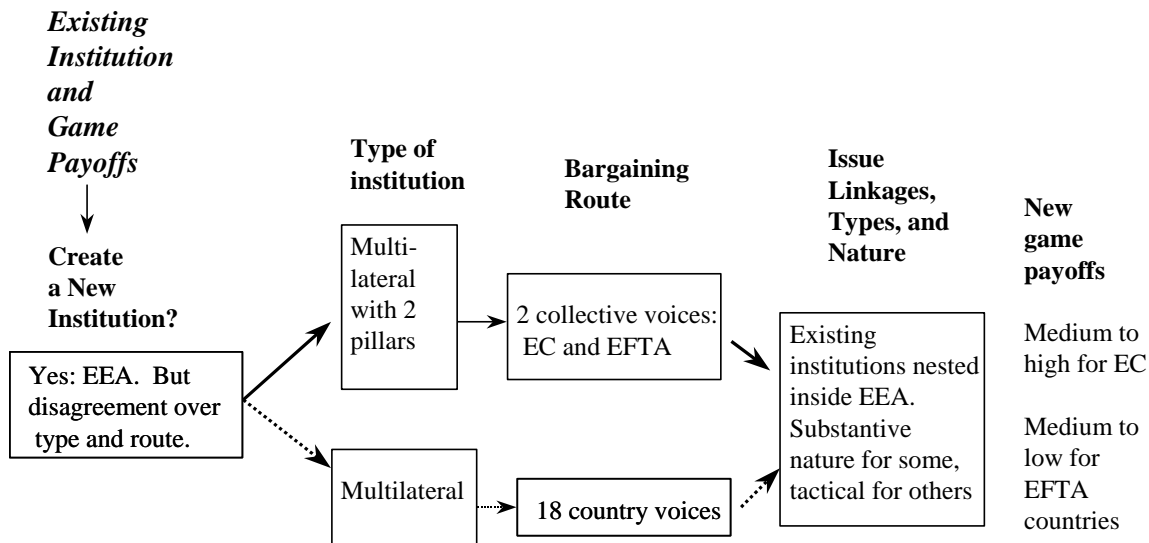 Existing
Institution
and
Game
Payoffs
Create
a New
Institution?
Yes: EEA.  But
disagreement over
type and route.
Type of
institution
Multi-
lateral
with 2
pillars
Multilateral
Bargaining
Route
2 collective voices:
EC and EFTA
18 country voices
Issue
Linkages,
Types, and
Nature
Existing
institutions nested
inside EEA.
Substantive
nature for some,
tactical for others
New
game
payoffs
Medium to
high for EC
Medium to
low for
EFTA
countries